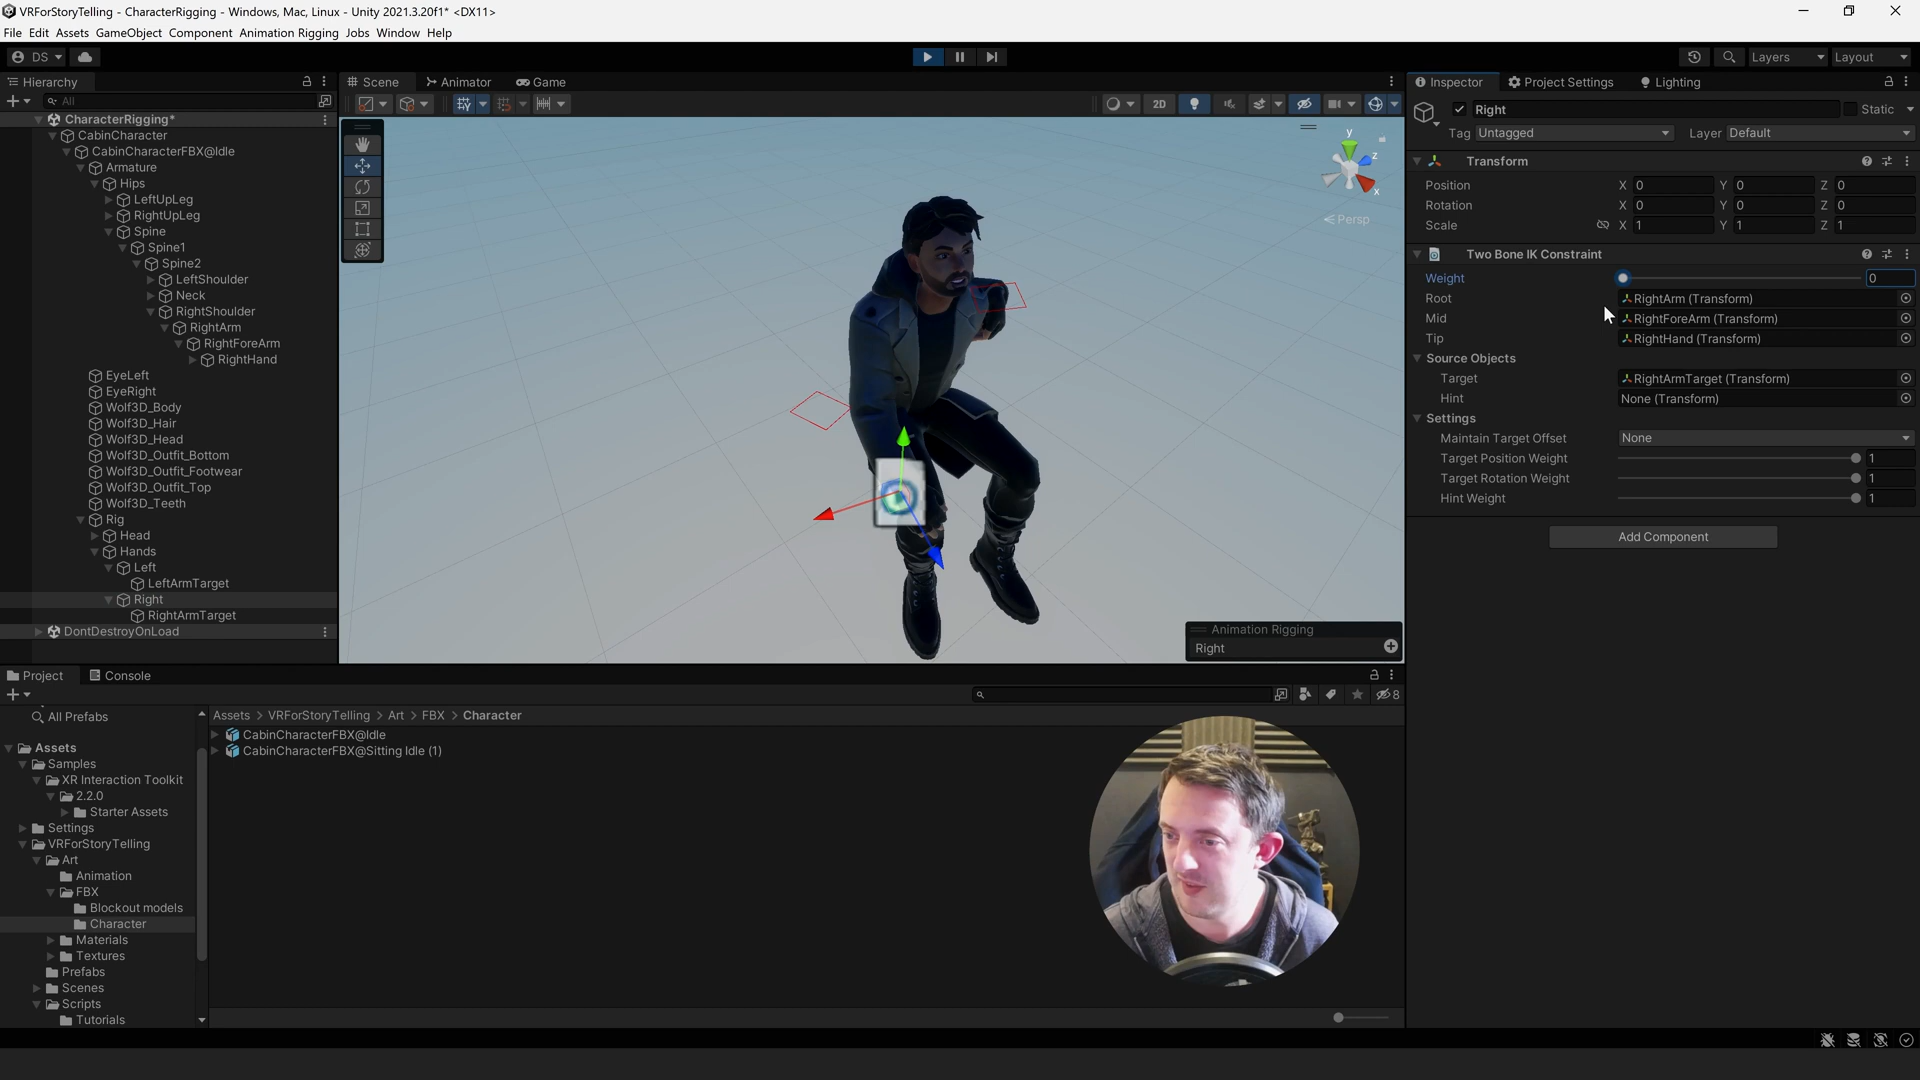 VRForStoryTelling - CharacterRigging - Windows, Mac, Linux - Unity 2021.3.20f1* <DX11>
File Edit Assets GameObject Component Animation Rigging Jobs Window Help
DS
Layers
Layout
Hierarchy
All
CharacterRigging*
CabinCharacter
CabinCharacterFBX@Idle
Armature
Hips
LeftUpLeg
RightUpLeg
Spine
Spine1
Spine2
LeftShoulder
Neck
RightShoulder
RightArm
RightForeArm
RightHand
EyeLeft
EyeRight
Wolf3D_Body
Wolf3D_Hair
Wolf3D_Head
Wolf3D_Outfit_Bottom
Wolf3D_Outfit_Footwear
Wolf3D_Outfit_Top
Wolf3D_Teeth
Rig
Head
Hands
Left
LeftArmTarget
Right
RightArmTarget
DontDestroyOnLoad
Scene
Animator
Game
2D
y
z
x
Persp
Animation Rigging
Right
Inspector
Project Settings
Lighting
Right
Static
Tag Untagged
Layer Default
Transform
Position X 0 Y 0 Z 0
Rotation X 0 Y 0 Z 0
Scale X 1 Y 1 Z 1
Two Bone IK Constraint
Weight 0
Root RightArm (Transform)
Mid RightForeArm (Transform)
Tip RightHand (Transform)
Source Objects
Target RightArmTarget (Transform)
Hint None (Transform)
Settings
Maintain Target Offset None
Target Position Weight 1
Target Rotation Weight 1
Hint Weight 1
Add Component
Project
Console
8
All Prefabs
Assets
Samples
XR Interaction Toolkit
2.2.0
Starter Assets
Settings
VRForStoryTelling
Art
Animation
FBX
Blockout models
Character
Materials
Textures
Prefabs
Scenes
Scripts
Tutorials
Assets > VRForStoryTelling > Art > FBX > Character
CabinCharacterFBX@Idle
CabinCharacterFBX@Sitting Idle (1)